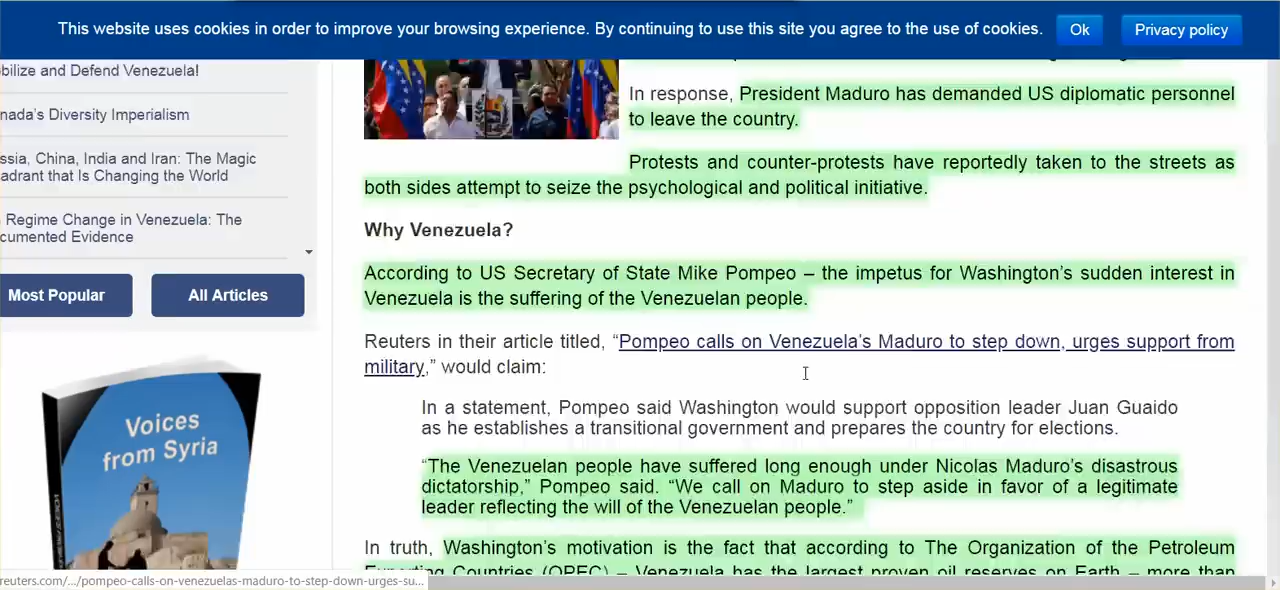 This website uses cookies in order to improve your browsing experience. By continuing to use this site you agree to the use of cookies.
Ok
Privacy policy
bilize and Defend Venezuela!
nada's Diversity Imperialism
ssia, China, India and Iran: The Magic
adrant that Is Changing the World
Regime Change in Venezuela: The
cumented Evidence
Most Popular
All Articles
Voices
from Syria
In response, President Maduro has demanded US diplomatic personnel
to leave the country.
Protests and counter-protests have reportedly taken to the streets as
both sides attempt to seize the psychological and political initiative.
Why Venezuela?
According to US Secretary of State Mike Pompeo – the impetus for Washington's sudden interest in
Venezuela is the suffering of the Venezuelan people.
Reuters in their article titled, “Pompeo calls on Venezuela's Maduro to step down, urges support from
military,” would claim:
In a statement, Pompeo said Washington would support opposition leader Juan Guaido
as he establishes a transitional government and prepares the country for elections.
“The Venezuelan people have suffered long enough under Nicolas Maduro's disastrous
dictatorship,” Pompeo said. “We call on Maduro to step aside in favor of a legitimate
leader reflecting the will of the Venezuelan people.”
In truth, Washington's motivation is the fact that according to The Organization of the Petroleum
Exporting Countries (OPEC) – Venezuela has the largest proven oil reserves on Earth – more than
reuters.com/.../pompeo-calls-on-venezuelas-maduro-to-step-down-urges-su...